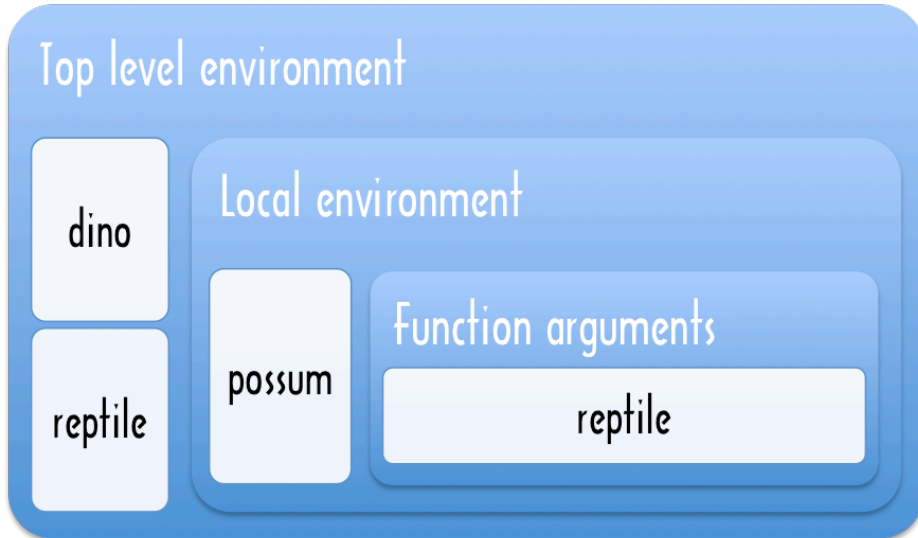 Top level environment
dino
reptile
Local environment
possum
Function arguments
reptile